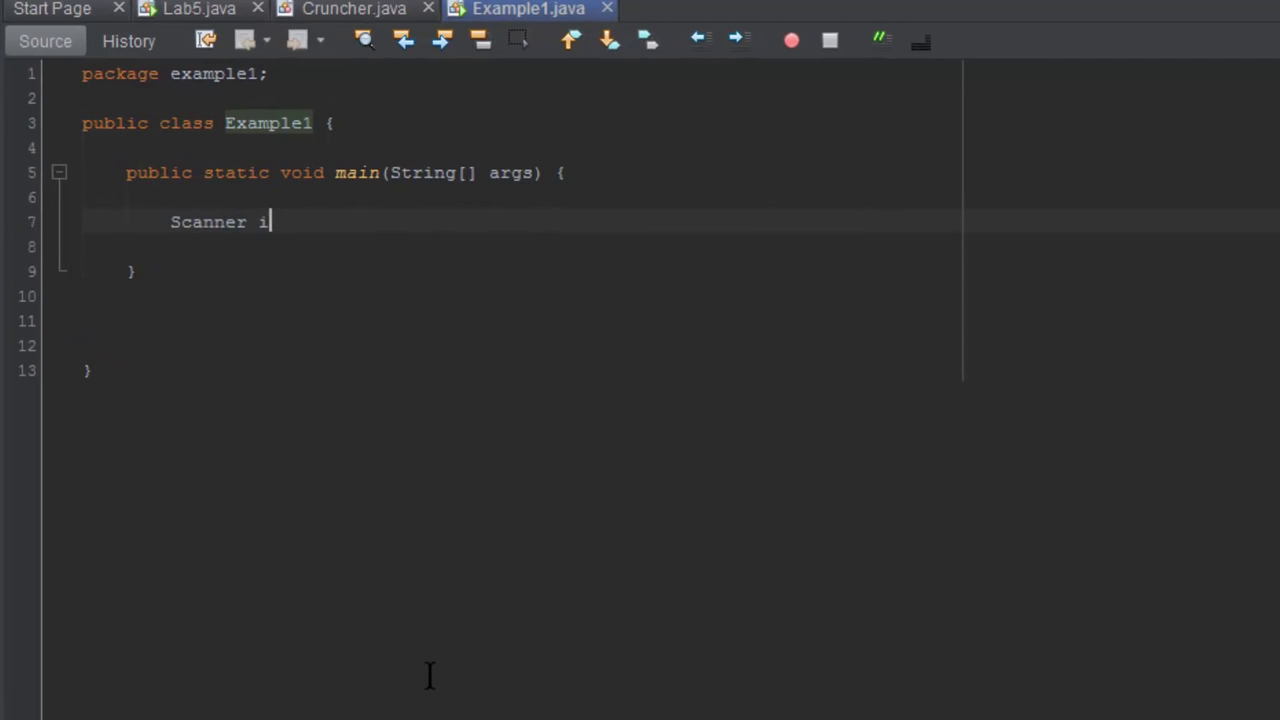 Start Page Lab5.java Cruncher.java Example1.java
Source History
1 package example1;
2
3 public class Example1 {
4
5 public static void main(String[] args) {
6
7 Scanner i
8
9 }
10
11
12
13 }